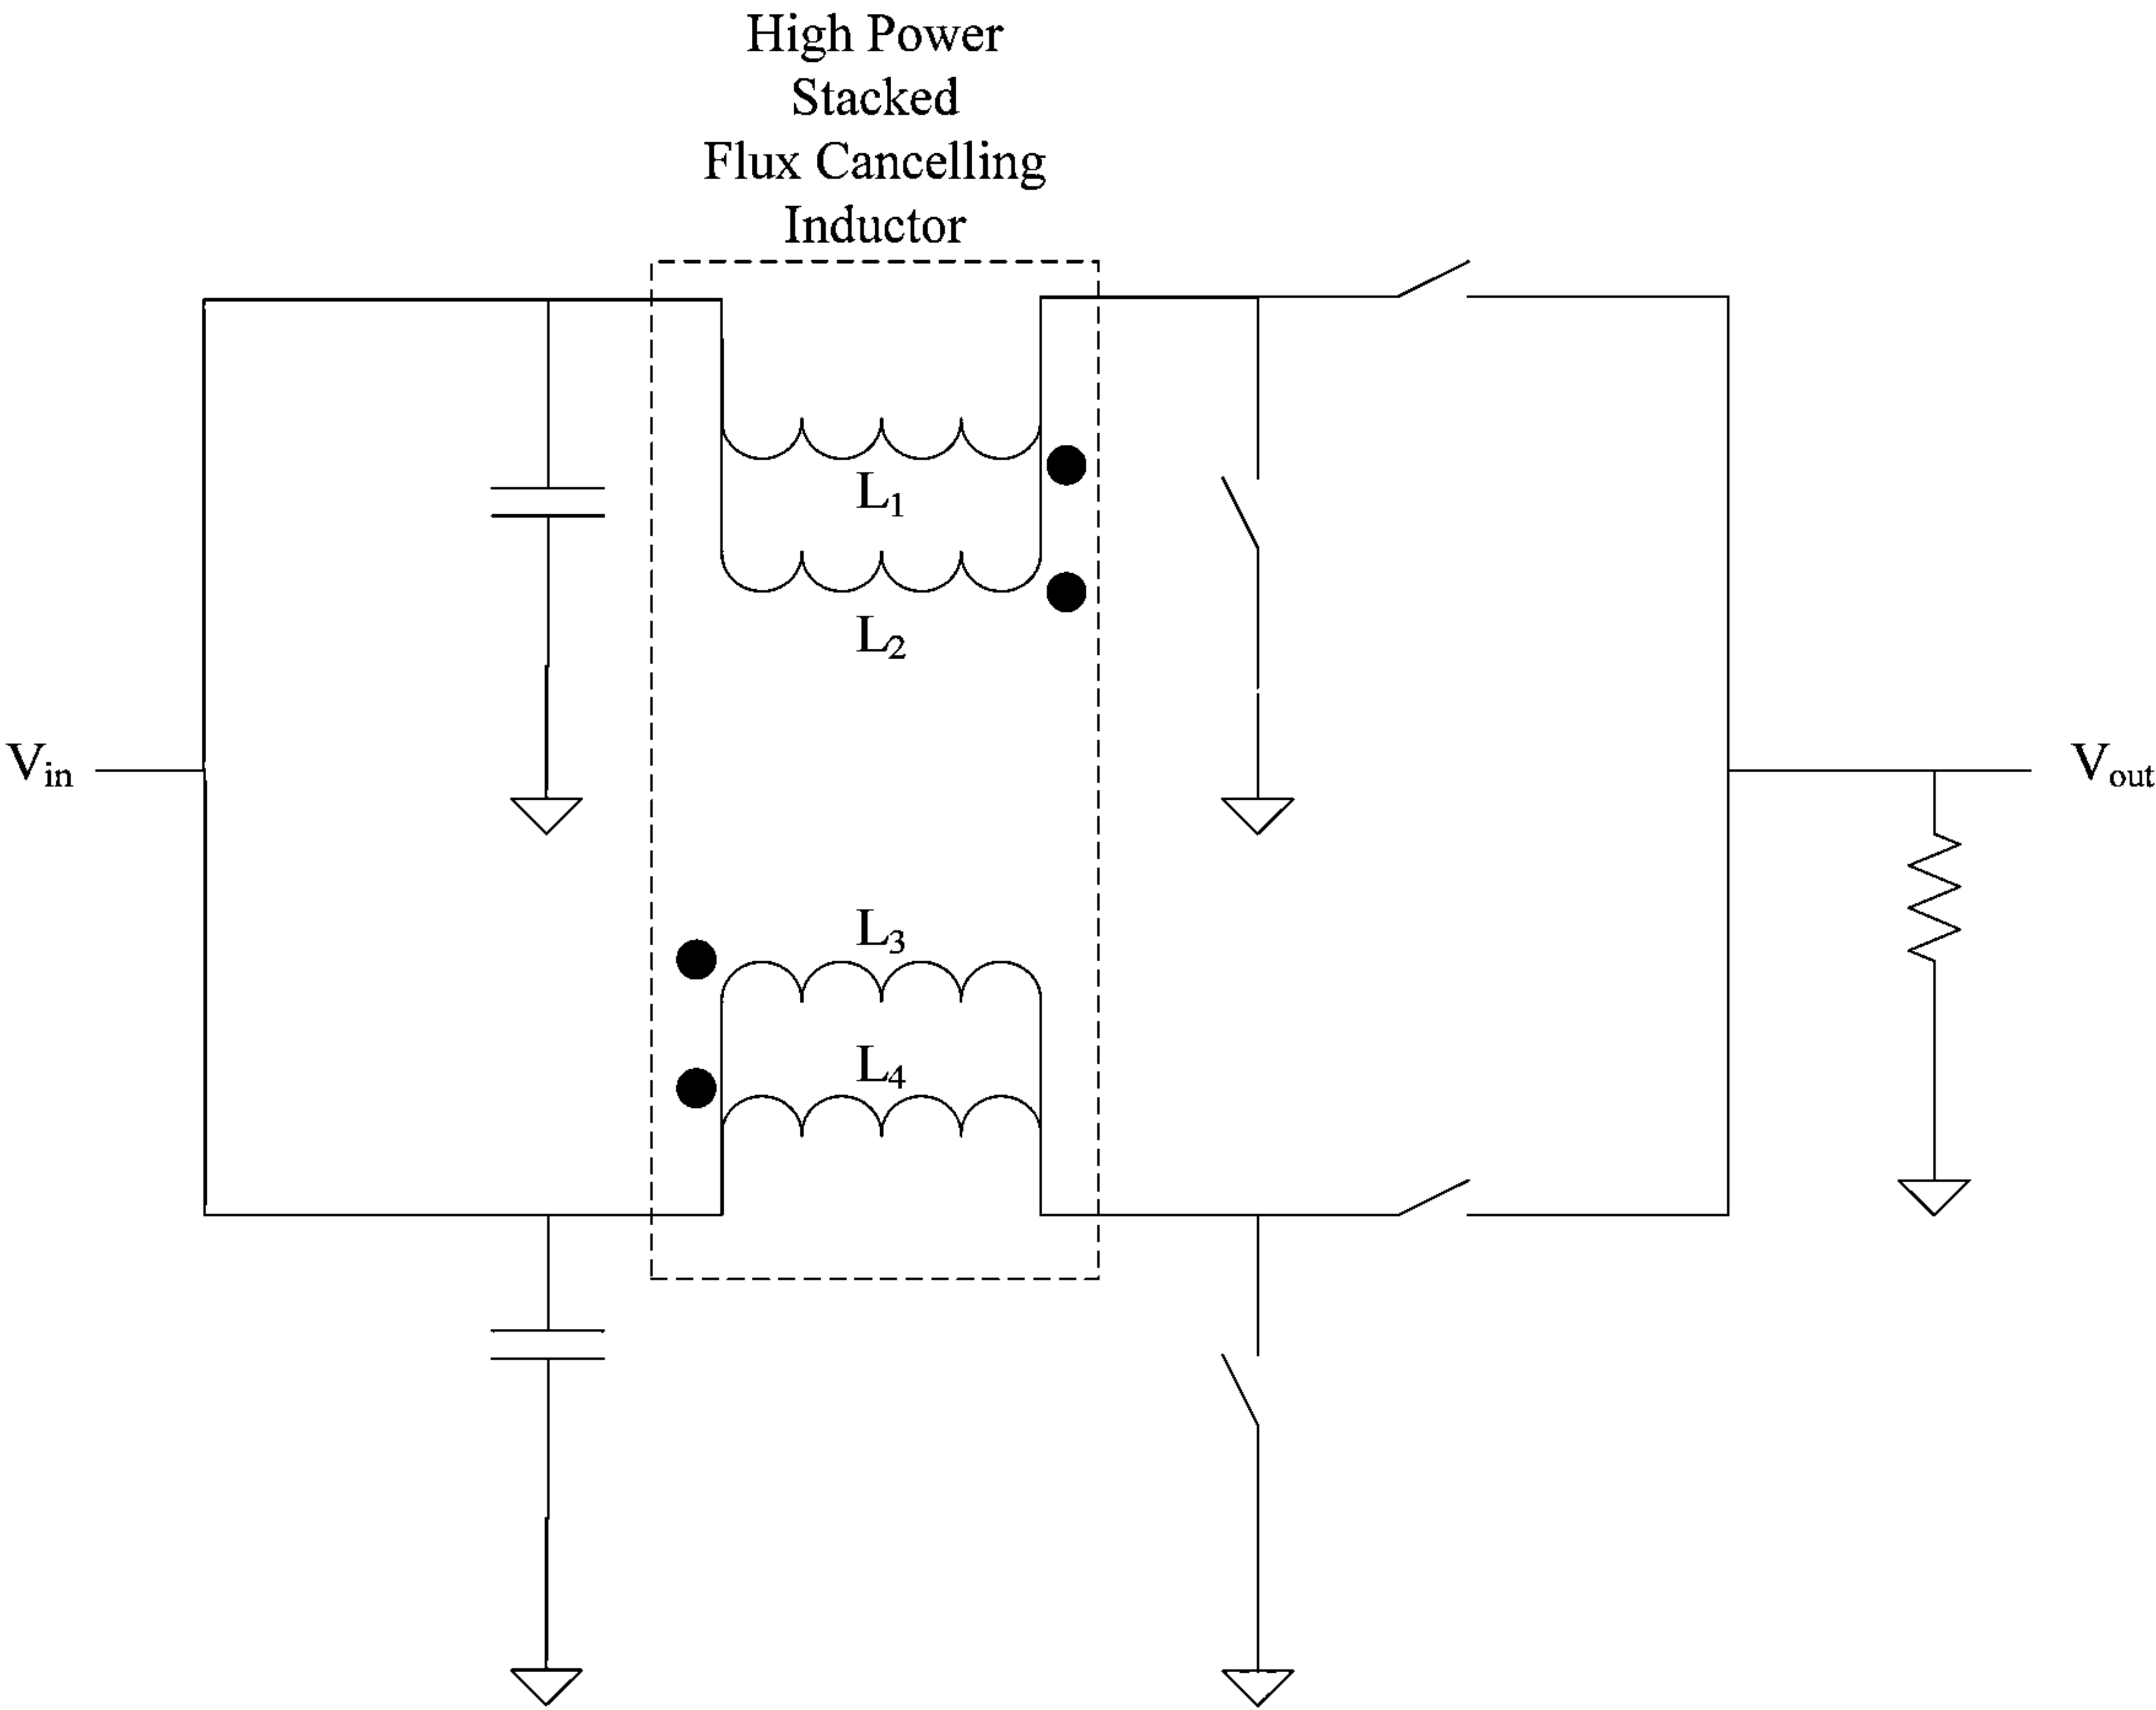 High Power
Stacked
Flux Cancelling
Inductor
L1
L2
Vin
Vout
L3
L4